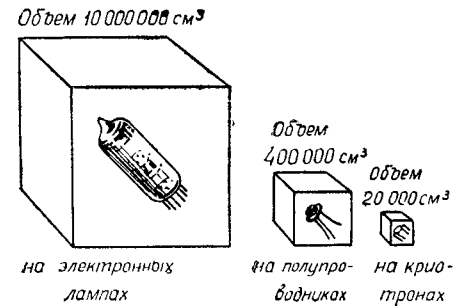 Объем 10 000 000 см³
Объем
400 000 см³
Объем
20 000 см³
на электронных
лампах
на полупро-
водниках
на крио-
тронах